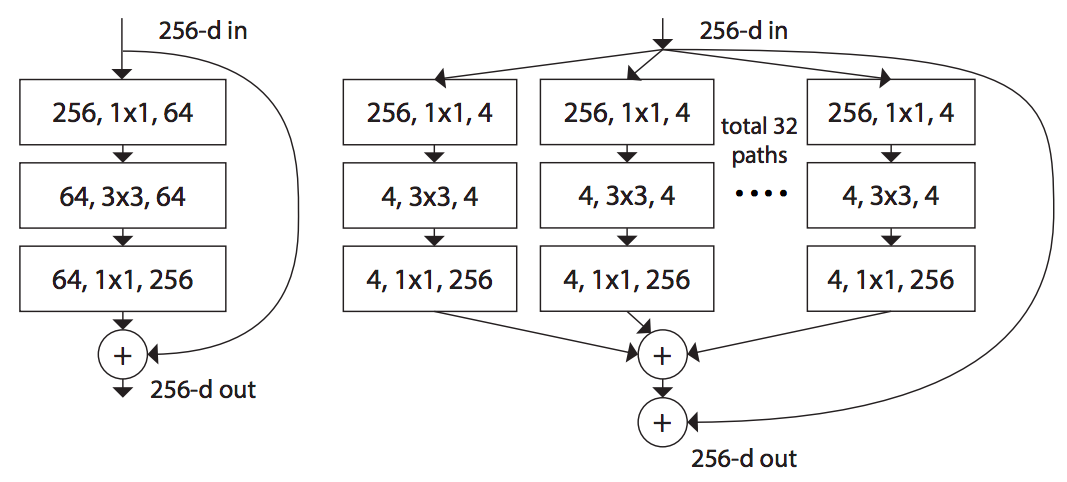 256-d in
256, 1x1, 64
64, 3x3, 64
64, 1x1, 256
+
256-d out
256-d in
256, 1x1, 4
256, 1x1, 4
256, 1x1, 4
total 32
paths
....
4, 3x3, 4
4, 3x3, 4
4, 3x3, 4
4, 1x1, 256
4, 1x1, 256
4, 1x1, 256
+
+
256-d out